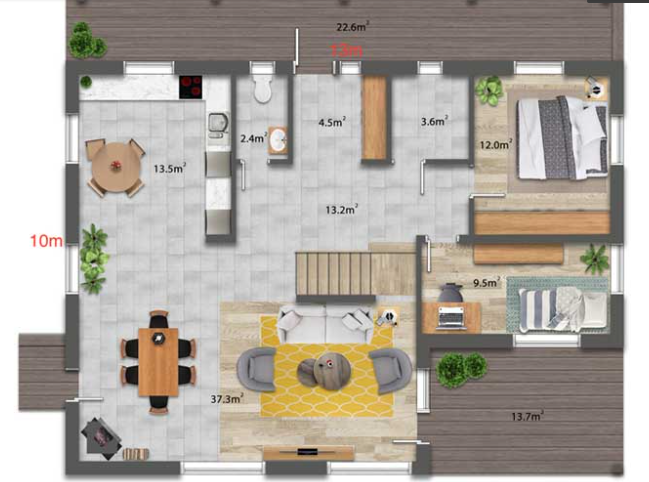 22.6m²
13m
4.5m²
3.6m²
2.4m²
12.0m²
13.5m²
13.2m²
10m
9.5m²
37.3m²
13.7m²